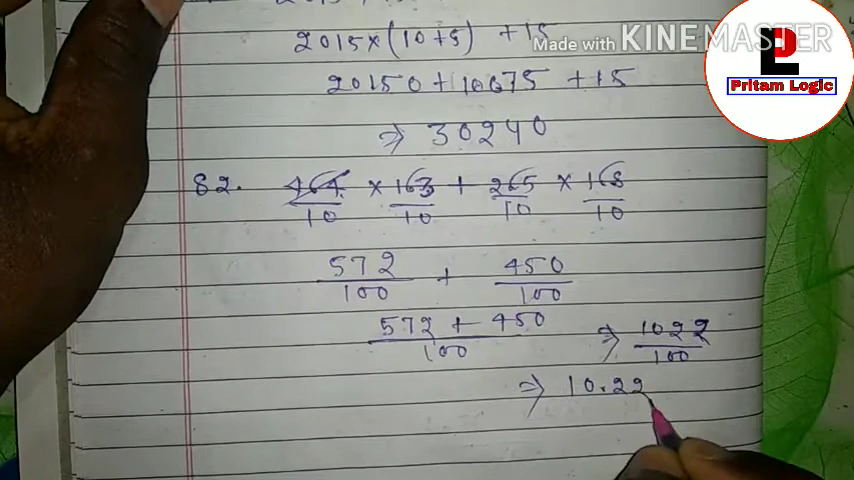 2015×(10+5) +15
20150+10075 +15
⇒ 30240
82. 464/10 × 163/10 + 265/10 × 168/10
572/100 + 450/100
572 + 450/100 ⇒ 1022/100
⇒ 10.22
Made with KINEMASTER
Pritam Logic